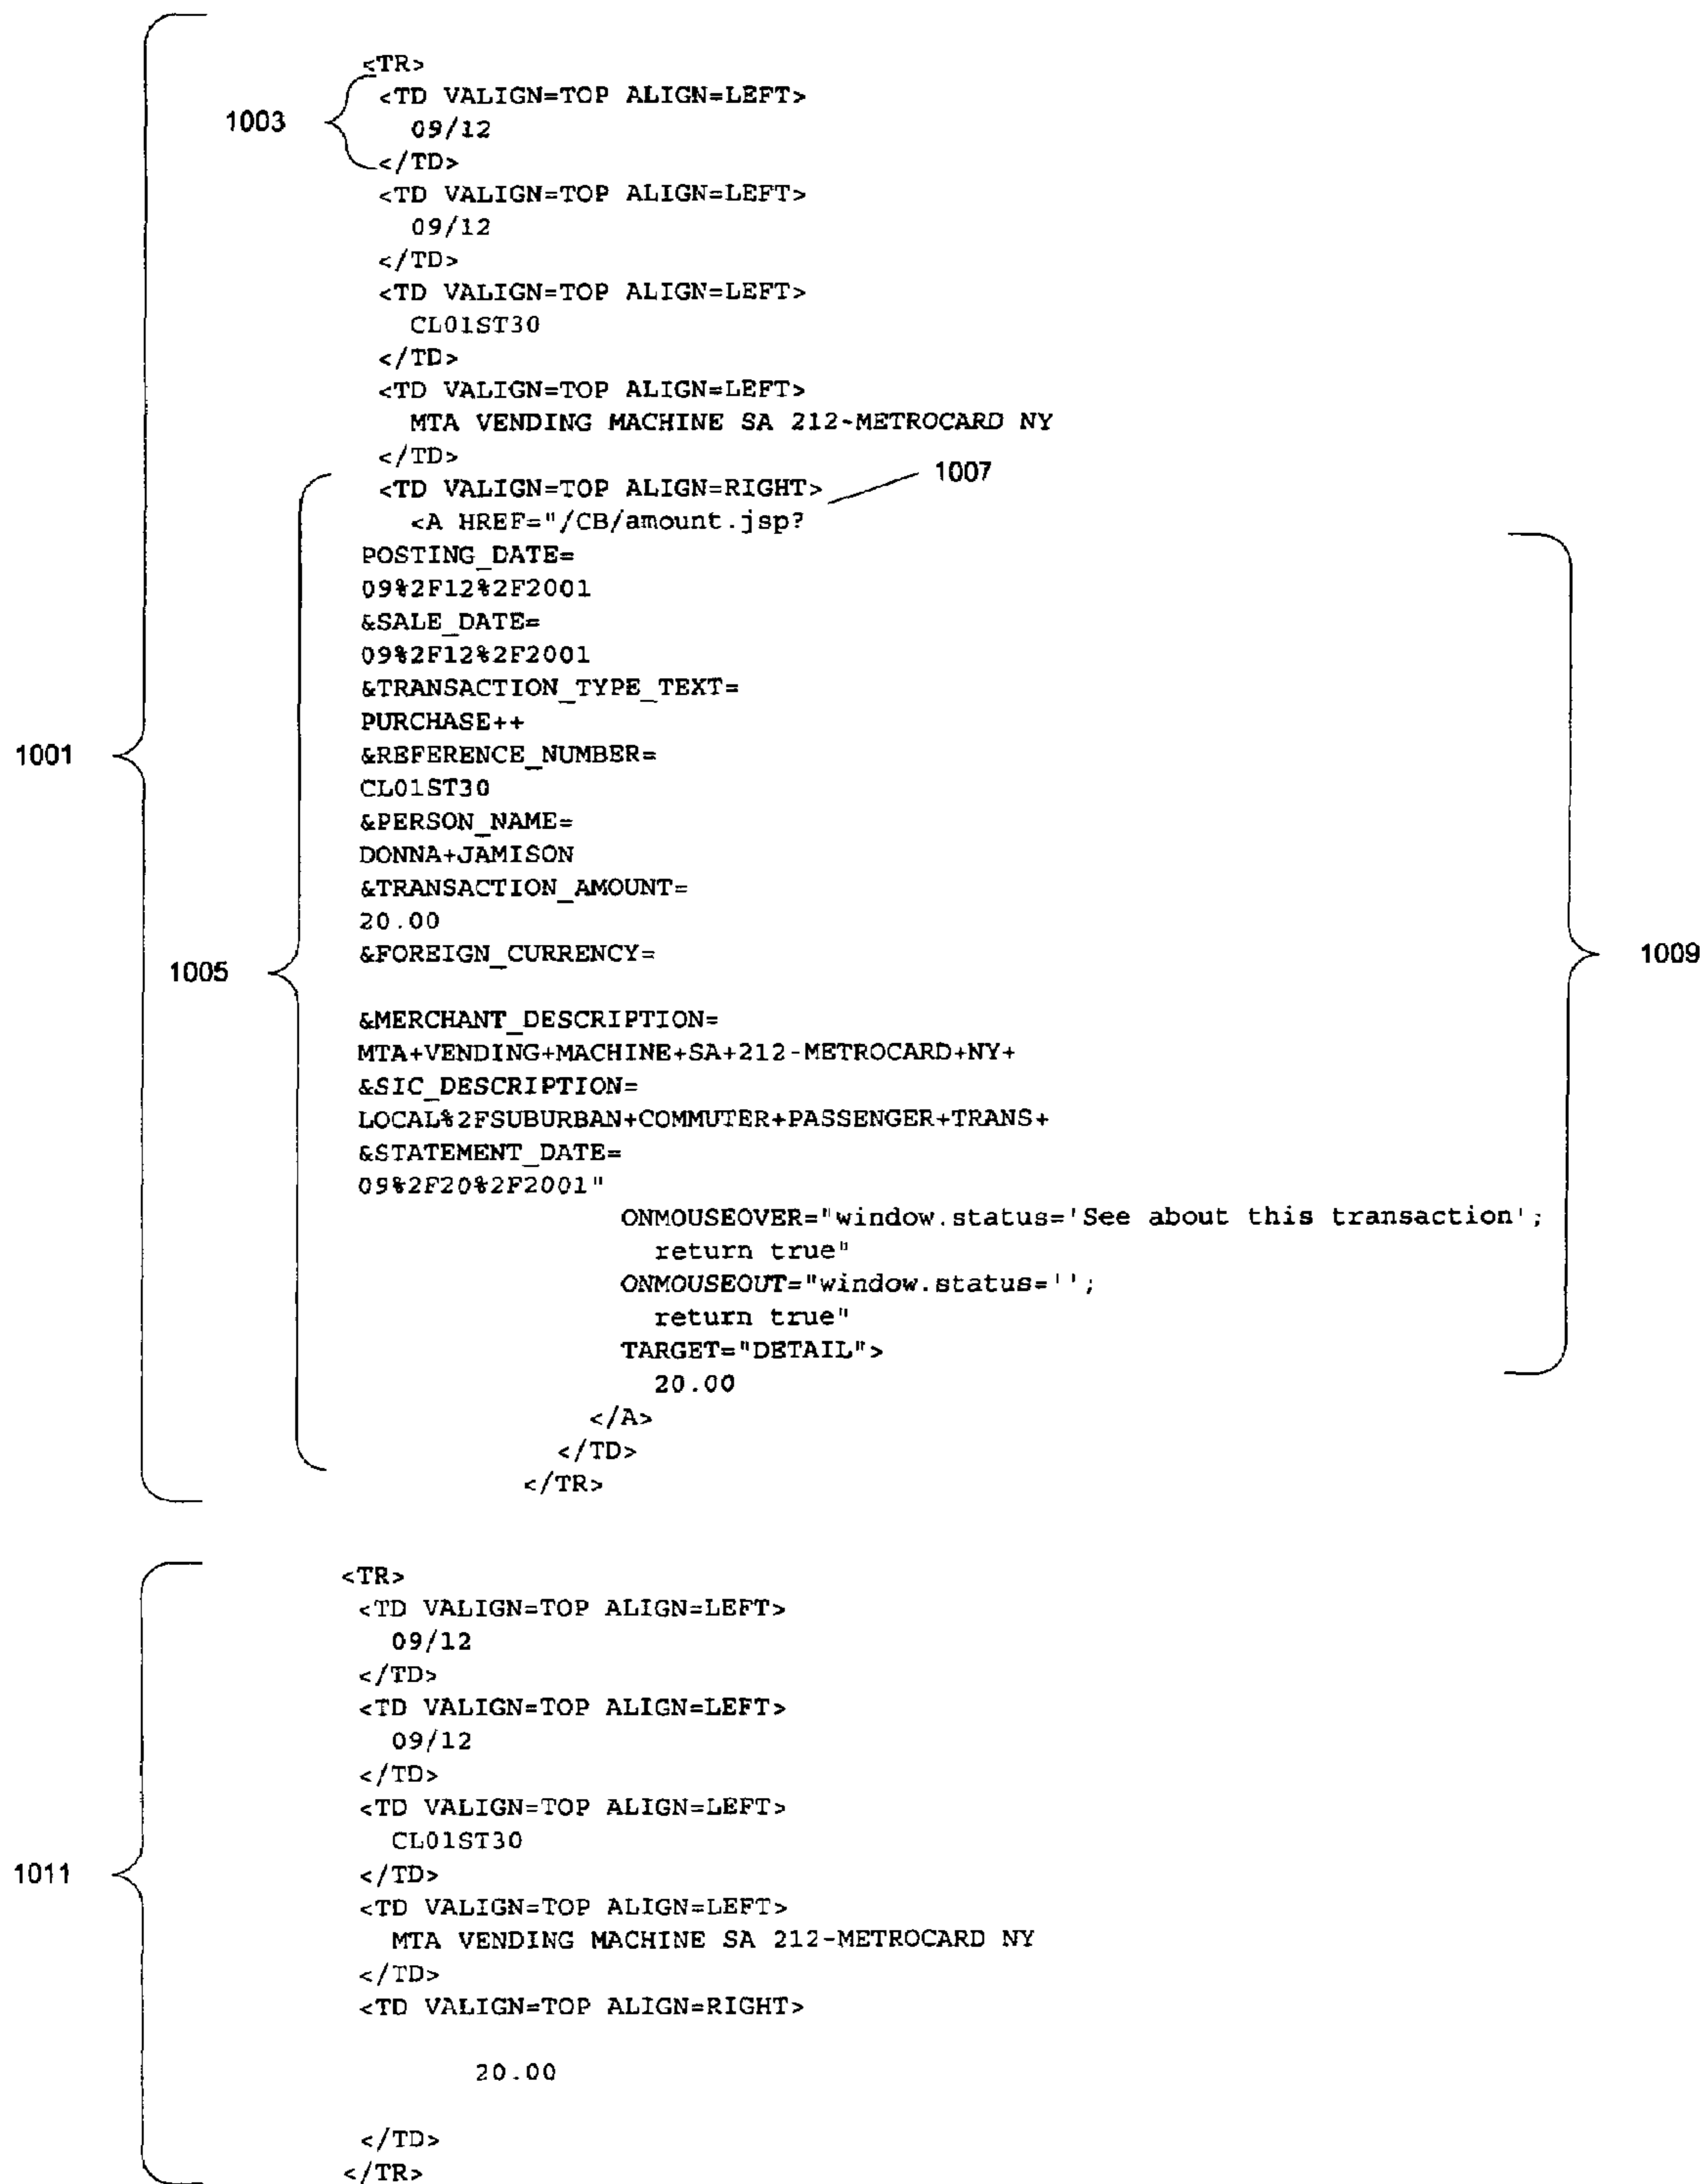 <TR>
1003
<TD VALIGN=TOP ALIGN=LEFT>
09/12
</TD>
<TD VALIGN=TOP ALIGN=LEFT>
09/12
</TD>
<TD VALIGN=TOP ALIGN=LEFT>
CL01ST30
</TD>
<TD VALIGN=TOP ALIGN=LEFT>
MTA VENDING MACHINE SA 212-METROCARD NY
</TD>
<TD VALIGN=TOP ALIGN=RIGHT>
1007
<A HREF="/CB/amount.jsp?
POSTING_DATE=
09%2F12%2F2001
&SALE_DATE=
09%2F12%2F2001
&TRANSACTION_TYPE_TEXT=
PURCHASE++
1001
&REFERENCE_NUMBER=
CL01ST30
&PERSON_NAME=
DONNA+JAMISON
&TRANSACTION_AMOUNT=
20.00
&FOREIGN_CURRENCY=
1005
1009
&MERCHANT_DESCRIPTION=
MTA+VENDING+MACHINE+SA+212-METROCARD+NY+
&SIC_DESCRIPTION=
LOCAL%2FSUBURBAN+COMMUTER+PASSENGER+TRANS+
&STATEMENT_DATE=
09%2F20%2F2001"
ONMOUSEOVER="window.status='See about this transaction';
return true"
ONMOUSEOUT="window.status='';
return true"
TARGET="DETAIL">
20.00
</A>
</TD>
</TR>
<TR>
<TD VALIGN=TOP ALIGN=LEFT>
09/12
</TD>
<TD VALIGN=TOP ALIGN=LEFT>
09/12
</TD>
<TD VALIGN=TOP ALIGN=LEFT>
CL01ST30
1011
</TD>
<TD VALIGN=TOP ALIGN=LEFT>
MTA VENDING MACHINE SA 212-METROCARD NY
</TD>
<TD VALIGN=TOP ALIGN=RIGHT>
20.00
</TD>
</TR>